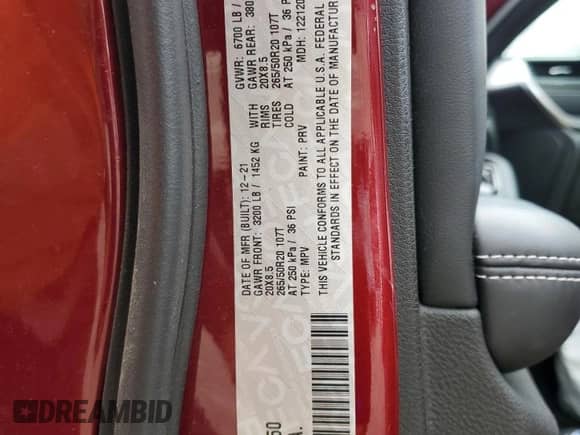 DATE OF MFR (BUILT): 12-21 GVWR: 6700 LB /
GAWR FRONT: 3200 LB / 1452 KG WITH GAWR REAR: 380
20X8.5 RIMS 20X8.5
265/50R20 107T TIRES 265/50R20 107T
AT 250 kPa / 36 PSI COLD AT 250 kPa / 36 P
TYPE: MPV PAINT: PRV MDH: 12212
THIS VEHICLE CONFORMS TO ALL APPLICABLE U.S.A. FEDERAL
STANDARDS IN EFFECT ON THE DATE OF MANUFACTUR
50
A.
DREAMBID